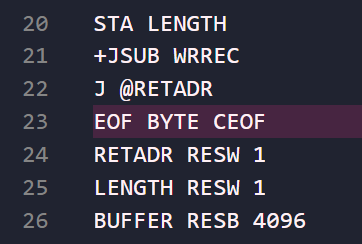 20 STA LENGTH
21 +JSUB WRREC
22 J @RETADR
23 EOF BYTE CEOF
24 RETADR RESW 1
25 LENGTH RESW 1
26 BUFFER RESB 4096